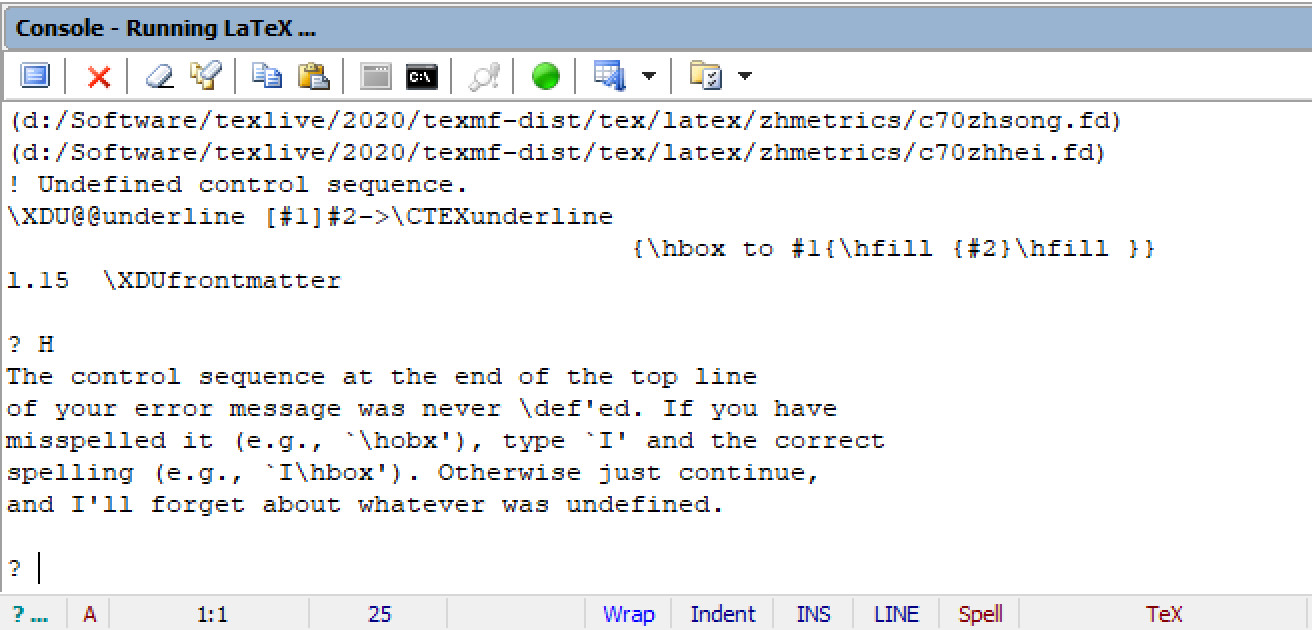 Console - Running LaTeX ...
C:\
(d:/Software/texlive/2020/texmf-dist/tex/latex/zhmetrics/c70zhsong.fd)
(d:/Software/texlive/2020/texmf-dist/tex/latex/zhmetrics/c70zhhei.fd)
! Undefined control sequence.
\XDU@@underline [#1]#2->\CTEXunderline
{\hbox to #1{\hfill {#2}\hfill }}
l.15 \XDUfrontmatter
? H
The control sequence at the end of the top line
of your error message was never \def'ed. If you have
misspelled it (e.g., `\hobx'), type `I' and the correct
spelling (e.g., `I\hbox'). Otherwise just continue,
and I'll forget about whatever was undefined.
?
? ... A 1:1 25 Wrap Indent INS LINE Spell TeX